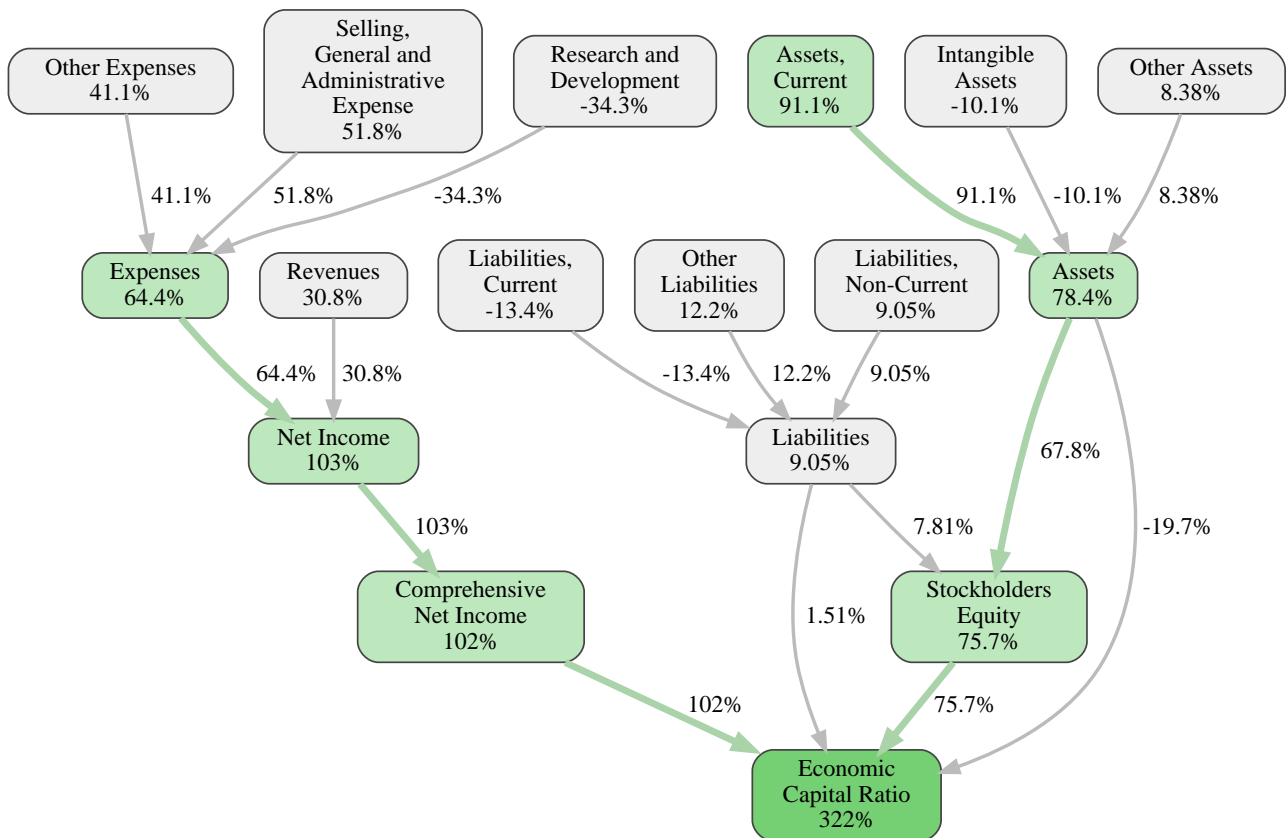 Other Expenses
41.1%
Selling,
General and
Administrative
Expense
51.8%
Research and
Development
-34.3%
Assets,
Current
91.1%
Intangible
Assets
-10.1%
Other Assets
8.38%
41.1%
51.8%
-34.3%
91.1%
-10.1%
8.38%
Expenses
64.4%
Revenues
30.8%
Liabilities,
Current
-13.4%
Other
Liabilities
12.2%
Liabilities,
Non-Current
9.05%
Assets
78.4%
64.4%
30.8%
-13.4%
12.2%
9.05%
Net Income
103%
Liabilities
9.05%
67.8%
103%
7.81%
-19.7%
Comprehensive
Net Income
102%
1.51%
Stockholders
Equity
75.7%
102%
75.7%
Economic
Capital Ratio
322%